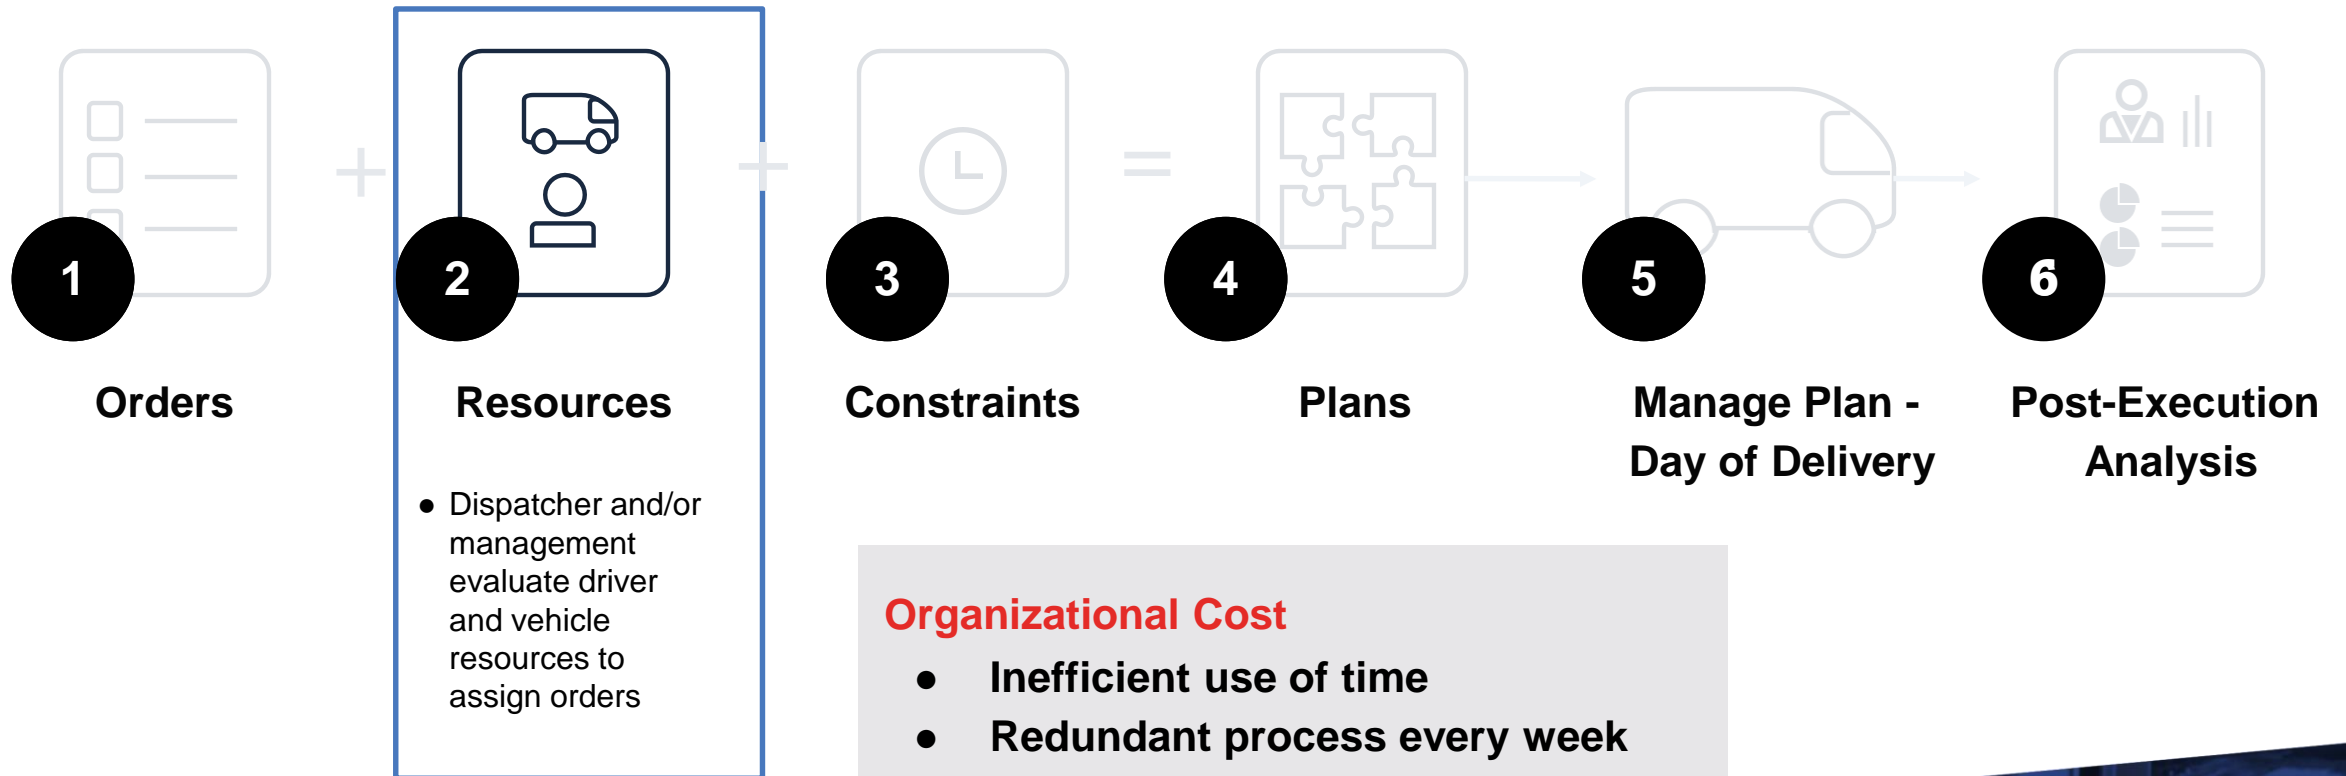 1
2
3
4
5
6
Orders
Resources
Constraints
Plans
Manage Plan -
Day of Delivery
Post-Execution
Analysis
● Dispatcher and/or
management
evaluate driver
and vehicle
resources to
assign orders
Organizational Cost
● Inefficient use of time
● Redundant process every week